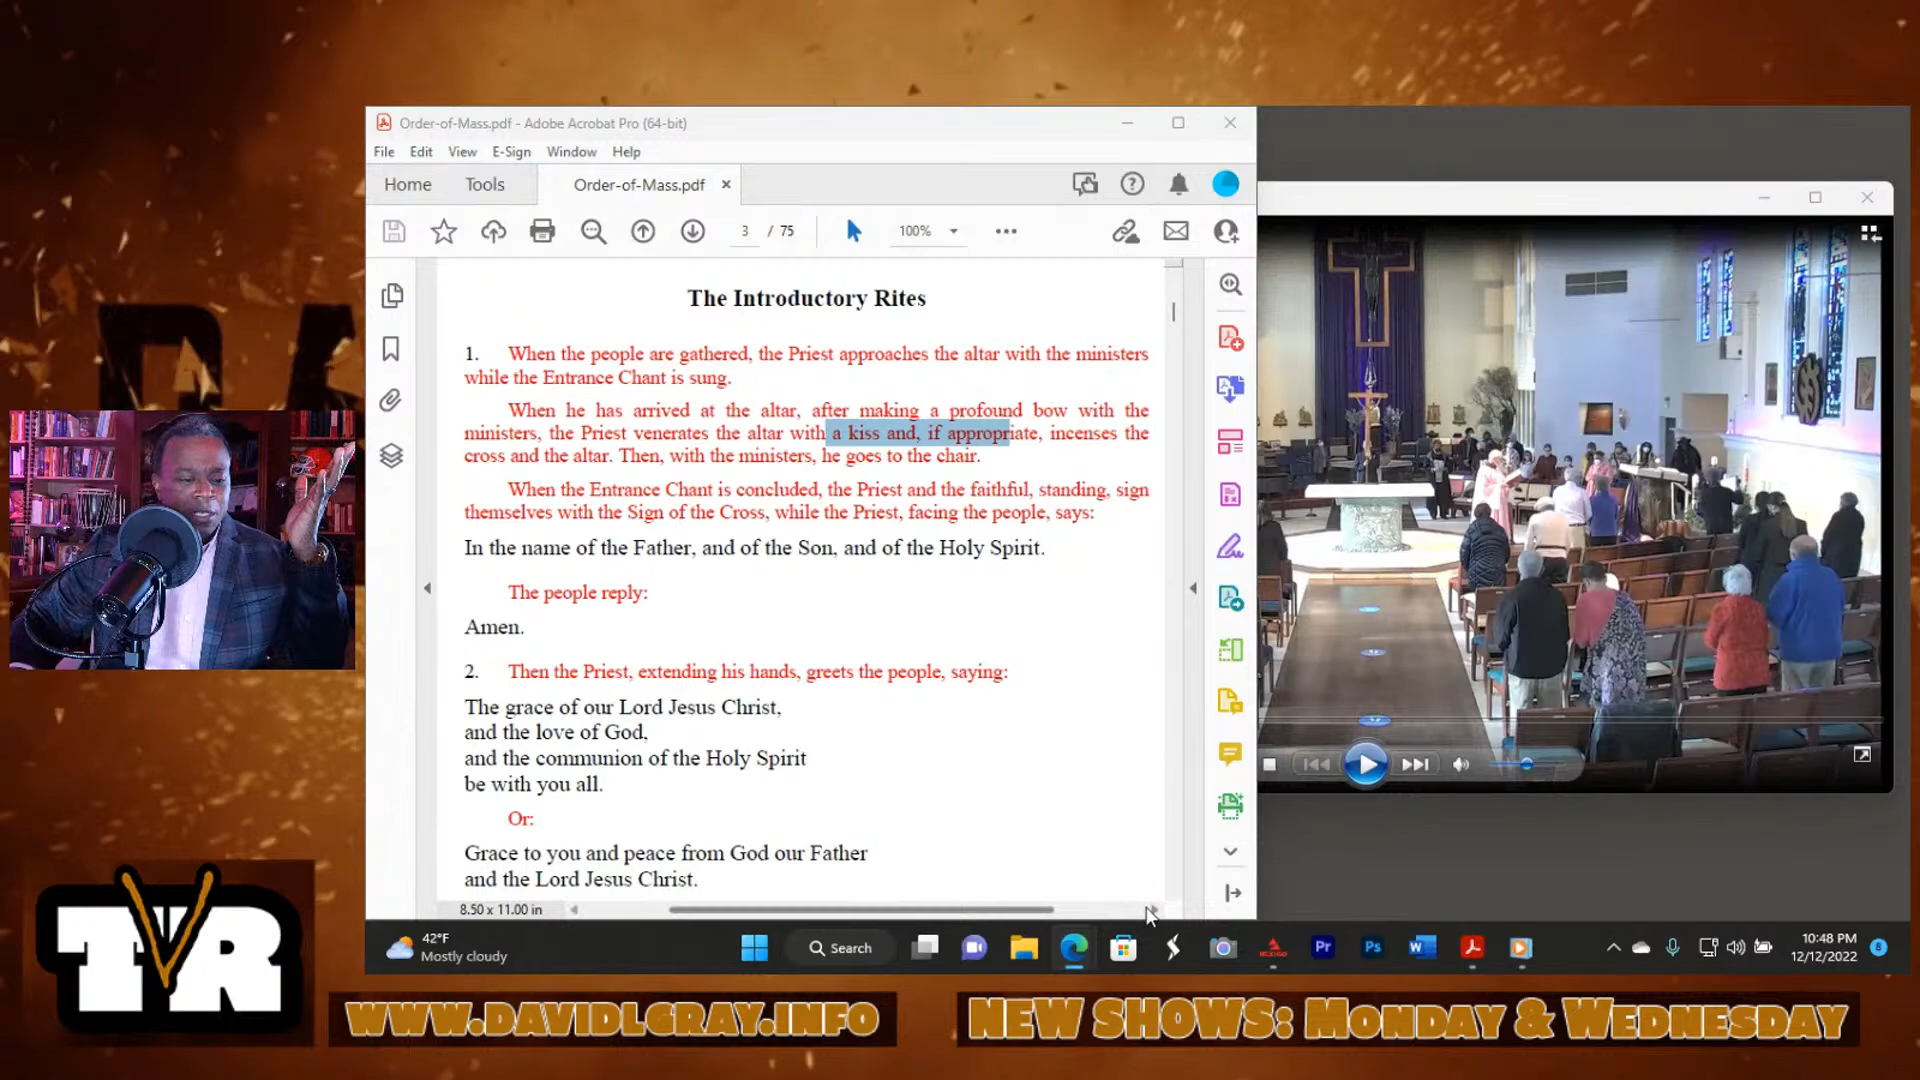 Order-of-Mass.pdf - Adobe Acrobat Pro (64-bit)
File Edit View E-Sign Window Help
Home Tools Order-of-Mass.pdf
3 / 75 100%
The Introductory Rites
1. When the people are gathered, the Priest approaches the altar with the ministers
while the Entrance Chant is sung.
When he has arrived at the altar, after making a profound bow with the
ministers, the Priest venerates the altar with a kiss and, if appropriate, incenses the
cross and the altar. Then, with the ministers, he goes to the chair.
When the Entrance Chant is concluded, the Priest and the faithful, standing, sign
themselves with the Sign of the Cross, while the Priest, facing the people, says:
In the name of the Father, and of the Son, and of the Holy Spirit.
The people reply:
Amen.
2. Then the Priest, extending his hands, greets the people, saying:
The grace of our Lord Jesus Christ,
and the love of God,
and the communion of the Holy Spirit
be with you all.
Or:
Grace to you and peace from God our Father
and the Lord Jesus Christ.
8.50 x 11.00 in
42°F
Mostly cloudy
Search
Pr
Ps
W
10:48 PM
12/12/2022
8
TVR
WWW.DAVIDLGRAY.INFO
NEW SHOWS: MONDAY & WEDNESDAY